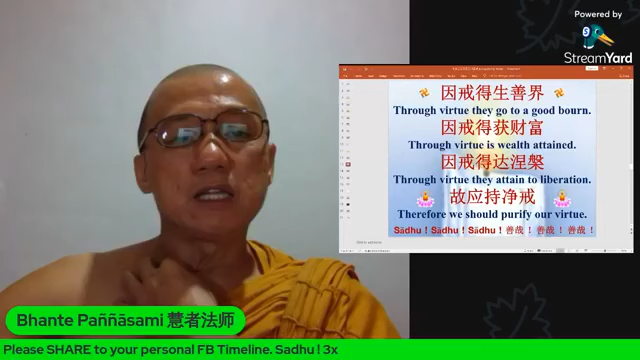 Powered by
StreamYard
因戒得生善界
Through virtue they go to a good bourn.
因戒得获财富
Through virtue is wealth attained.
因戒得达涅槃
Through virtue they attain to liberation.
故应持净戒
Therefore we should purify our virtue.
Sādhu ! Sādhu ! Sādhu ! 善哉 ! 善哉 ! 善哉 !
Bhante Paññāsami 慧者法师
Please SHARE to your personal FB Timeline. Sadhu ! 3x